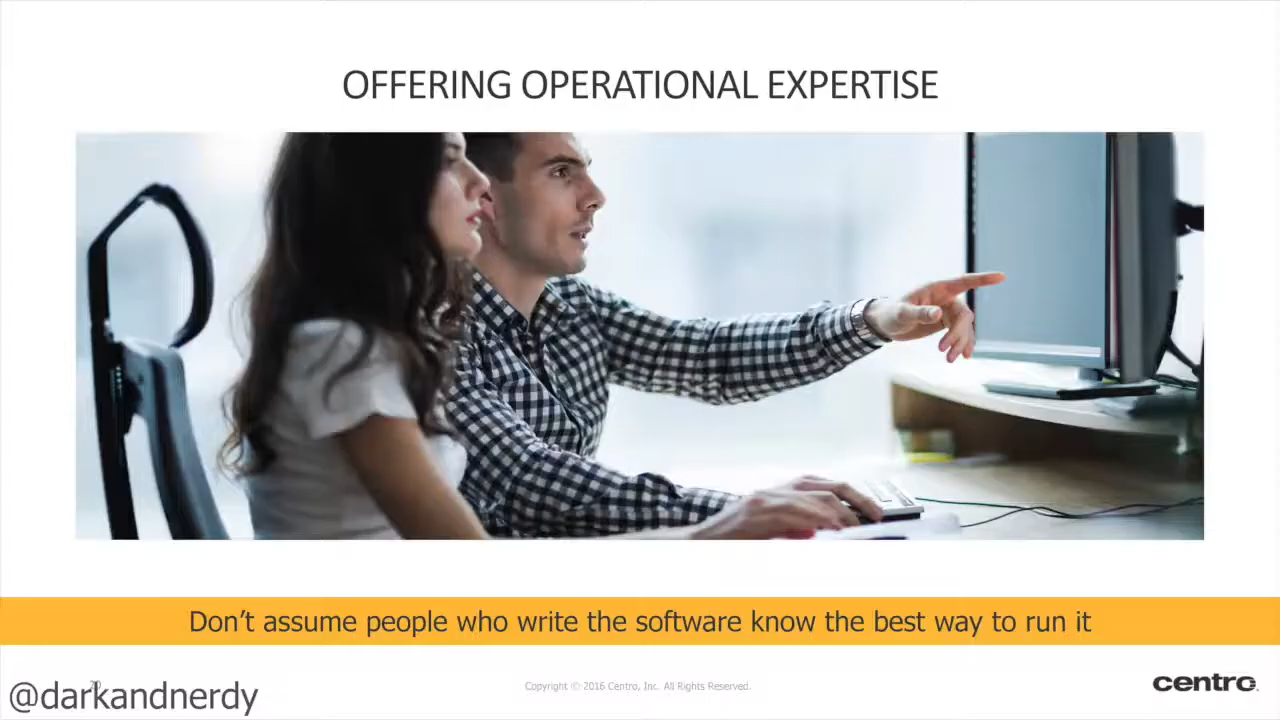 OFFERING OPERATIONAL EXPERTISE
Don't assume people who write the software know the best way to run it
@darkandnerdy
Copyright © 2016 Centro, Inc. All Rights Reserved.
centro